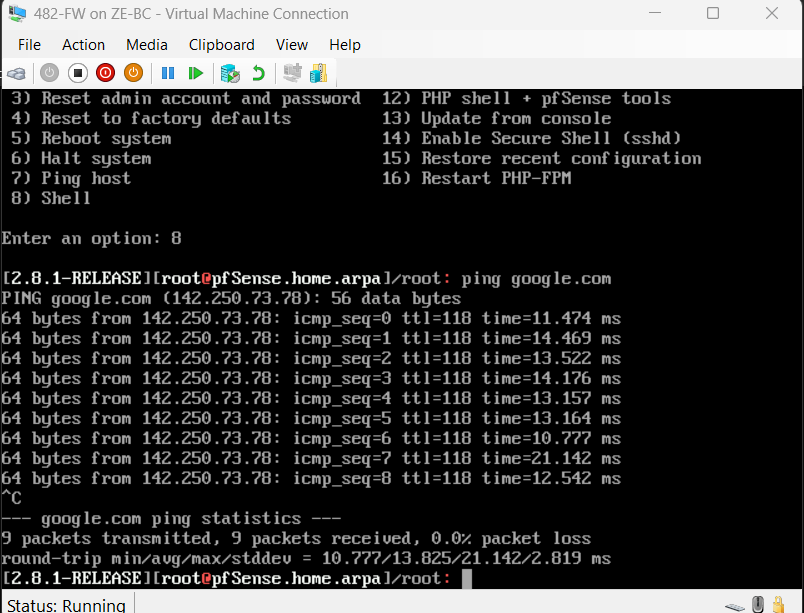 482-FW on ZE-BC - Virtual Machine Connection
File Action Media Clipboard View Help
3) Reset admin account and password 12) PHP shell + pfSense tools
4) Reset to factory defaults 13) Update from console
5) Reboot system 14) Enable Secure Shell (sshd)
6) Halt system 15) Restore recent configuration
7) Ping host 16) Restart PHP-FPM
8) Shell
Enter an option: 8
[2.8.1-RELEASE][root@pfSense.home.arpa]/root: ping google.com
PING google.com (142.250.73.78): 56 data bytes
64 bytes from 142.250.73.78: icmp_seq=0 ttl=118 time=11.474 ms
64 bytes from 142.250.73.78: icmp_seq=1 ttl=118 time=14.469 ms
64 bytes from 142.250.73.78: icmp_seq=2 ttl=118 time=13.522 ms
64 bytes from 142.250.73.78: icmp_seq=3 ttl=118 time=14.176 ms
64 bytes from 142.250.73.78: icmp_seq=4 ttl=118 time=13.157 ms
64 bytes from 142.250.73.78: icmp_seq=5 ttl=118 time=13.164 ms
64 bytes from 142.250.73.78: icmp_seq=6 ttl=118 time=10.777 ms
64 bytes from 142.250.73.78: icmp_seq=7 ttl=118 time=21.142 ms
64 bytes from 142.250.73.78: icmp_seq=8 ttl=118 time=12.542 ms
^C
--- google.com ping statistics ---
9 packets transmitted, 9 packets received, 0.0% packet loss
round-trip min/avg/max/stddev = 10.777/13.825/21.142/2.819 ms
[2.8.1-RELEASE][root@pfSense.home.arpa]/root:
Status: Running